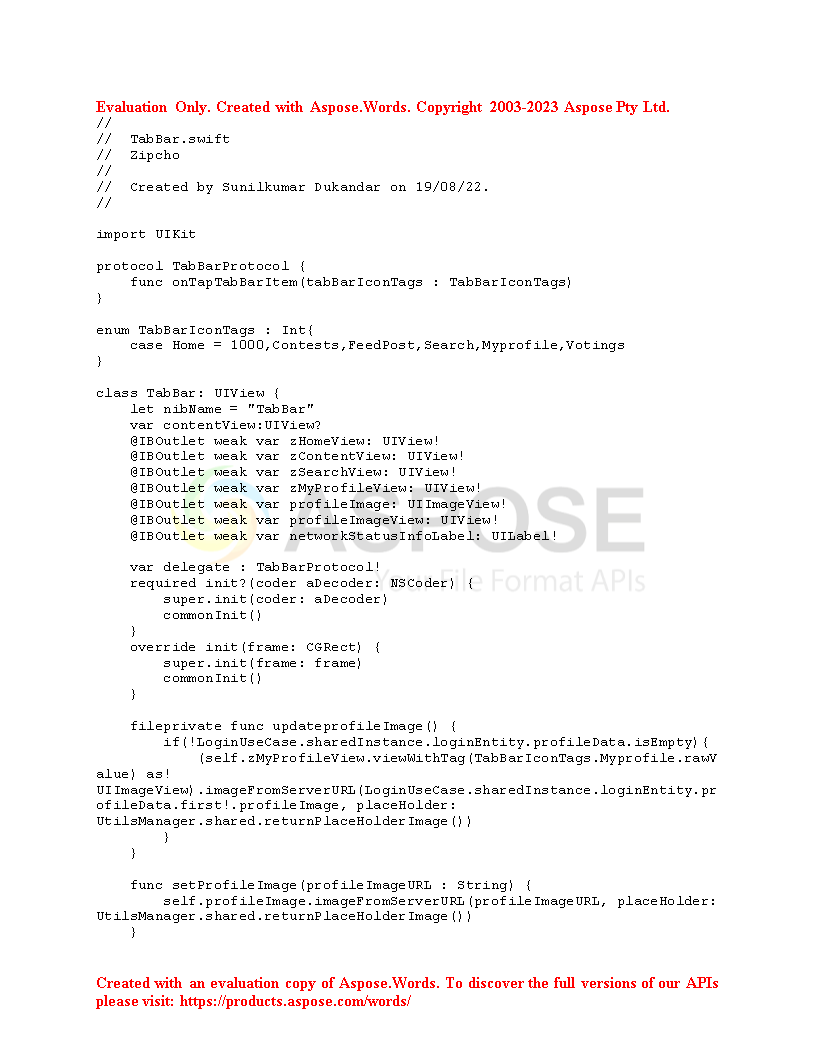 Evaluation Only. Created with Aspose.Words. Copyright 2003-2023 Aspose Pty Ltd.
//
//  TabBar.swift
//  Zipcho
//
//  Created by Sunilkumar Dukandar on 19/08/22.
//
import UIKit
protocol TabBarProtocol {
    func onTapTabBarItem(tabBarIconTags : TabBarIconTags)
}
enum TabBarIconTags : Int{
    case Home = 1000,Contests,FeedPost,Search,Myprofile,Votings
}
class TabBar: UIView {
    let nibName = "TabBar"
    var contentView:UIView?
    @IBOutlet weak var zHomeView: UIView!
    @IBOutlet weak var zContentView: UIView!
    @IBOutlet weak var zSearchView: UIView!
    @IBOutlet weak var zMyProfileView: UIView!
    @IBOutlet weak var profileImage: UIImageView!
    @IBOutlet weak var profileImageView: UIView!
    @IBOutlet weak var networkStatusInfoLabel: UILabel!
ASPOSE
    var delegate : TabBarProtocol!
    required init?(coder aDecoder: NSCoder) {
Your File Format APIs
        super.init(coder: aDecoder)
        commonInit()
    }
    override init(frame: CGRect) {
        super.init(frame: frame)
        commonInit()
    }
    fileprivate func updateprofileImage() {
        if(!LoginUseCase.sharedInstance.loginEntity.profileData.isEmpty){
            (self.zMyProfileView.viewWithTag(TabBarIconTags.Myprofile.rawV
alue) as!
UIImageView).imageFromServerURL(LoginUseCase.sharedInstance.loginEntity.pr
ofileData.first!.profileImage, placeHolder:
UtilsManager.shared.returnPlaceHolderImage())
        }
    }
    func setProfileImage(profileImageURL : String) {
        self.profileImage.imageFromServerURL(profileImageURL, placeHolder:
UtilsManager.shared.returnPlaceHolderImage())
    }
Created with an evaluation copy of Aspose.Words. To discover the full versions of our APIs
please visit: https://products.aspose.com/words/